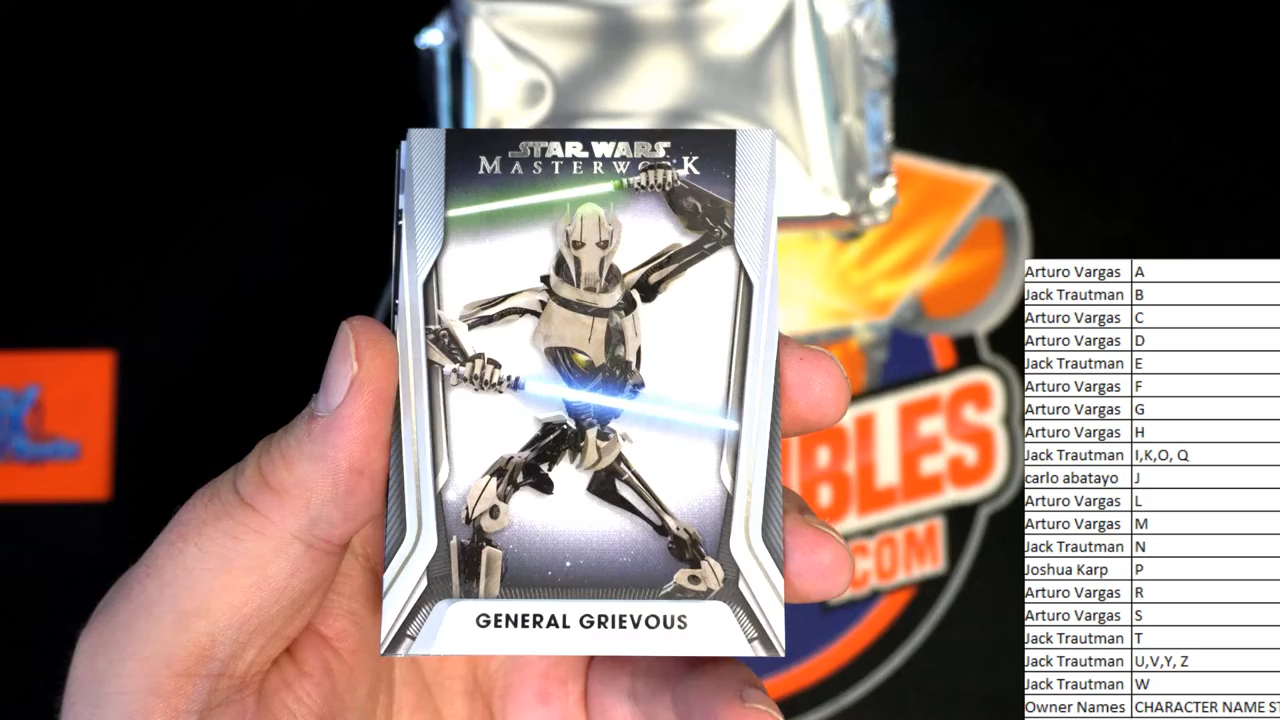 STAR WARS
MASTERWORK
GENERAL GRIEVOUS
IBLES
.COM
Arturo Vargas A
Jack Trautman B
Arturo Vargas C
Arturo Vargas D
Jack Trautman E
Arturo Vargas F
Arturo Vargas G
Arturo Vargas H
Jack Trautman I,K,O, Q
carlo abatayo J
Arturo Vargas L
Arturo Vargas M
Jack Trautman N
Joshua Karp P
Arturo Vargas R
Arturo Vargas S
Jack Trautman T
Jack Trautman U,V,Y, Z
Jack Trautman W
Owner Names CHARACTER NAME ST